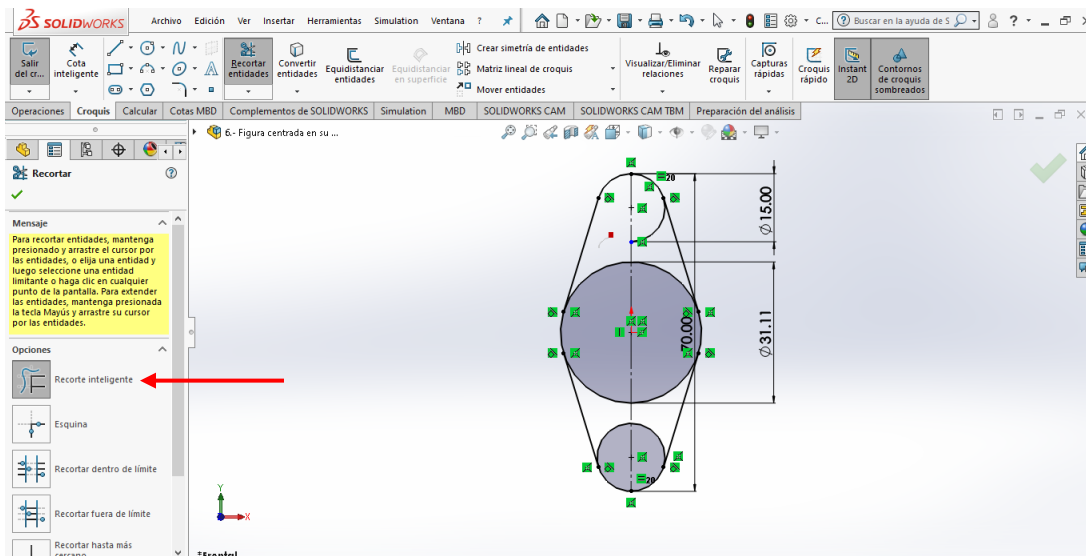 SOLIDWORKS Archivo Edición Ver Insertar Herramientas Simulation Ventana ? C... Buscar en la ayuda de S ?
Salir del cr...
Cota inteligente
Recortar entidades
Convertir entidades
Equidistanciar entidades
Equidistanciar en superficie
Crear simetría de entidades
Matriz lineal de croquis
Mover entidades
Visualizar/Eliminar relaciones
Reparar croquis
Capturas rápidas
Croquis rápido
Instant 2D
Contornos de croquis sombreados
Operaciones Croquis Calcular Cotas MBD Complementos de SOLIDWORKS Simulation MBD SOLIDWORKS CAM SOLIDWORKS CAM TBM Preparación del análisis
6.- Figura centrada en su ...
Recortar
Mensaje
Para recortar entidades, mantenga
presionado y arrastre el cursor por
las entidades, o elija una entidad y
luego seleccione una entidad
limitante o haga clic en cualquier
punto de la pantalla. Para extender
las entidades, mantenga presionada
la tecla Mayús y arrastre su cursor
por las entidades.
Opciones
Recorte inteligente
Esquina
Recortar dentro de límite
Recortar fuera de límite
Recortar hasta más
cercano
20
Ø15.00
70.00
Ø31.11
20
Y
X
*Frontal